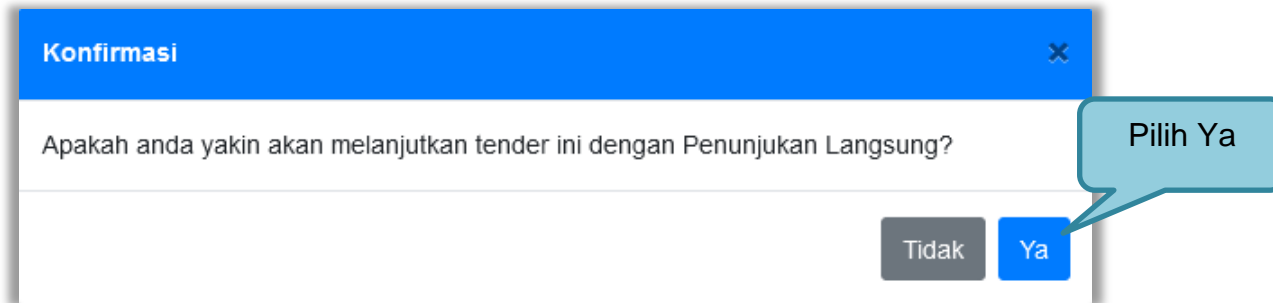 Konfirmasi ×
Apakah anda yakin akan melanjutkan tender ini dengan Penunjukan Langsung?
Pilih Ya
Tidak Ya